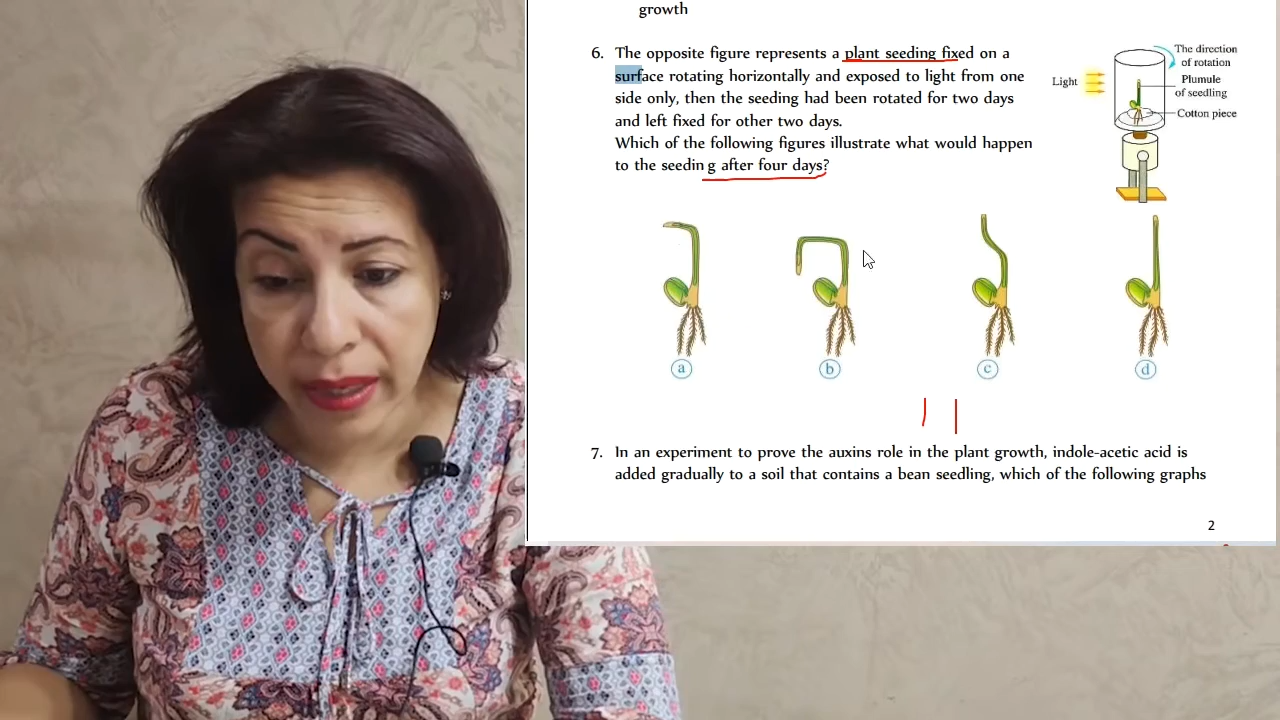 growth
6. The opposite figure represents a plant seeding fixed on a
surface rotating horizontally and exposed to light from one
side only, then the seeding had been rotated for two days
and left fixed for other two days.
Which of the following figures illustrate what would happen
to the seedin g after four days?
The direction
of rotation
Light
Plumule
of seedling
Cotton piece
a
b
c
d
7. In an experiment to prove the auxins role in the plant growth, indole-acetic acid is
added gradually to a soil that contains a bean seedling, which of the following graphs
2